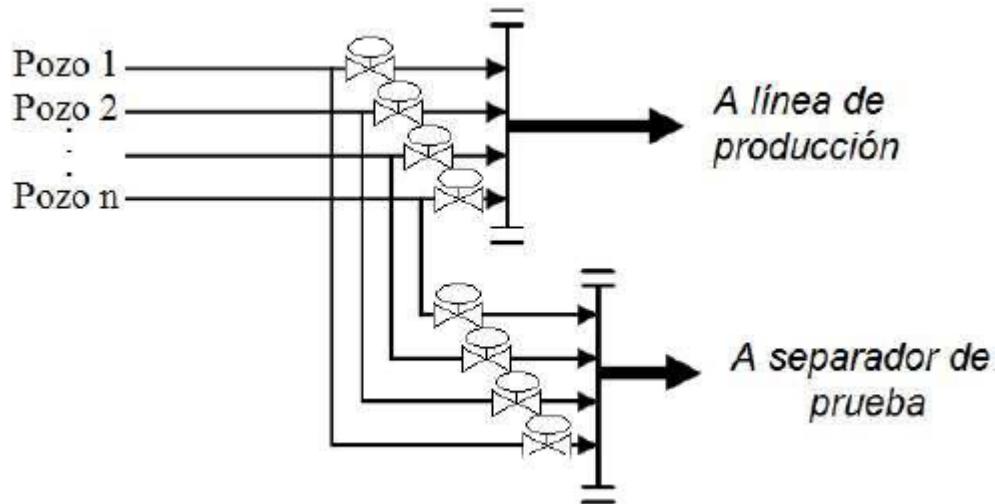 Pozo 1
Pozo 2
.
.
.
Pozo n
A línea de
producción
A separador de
prueba